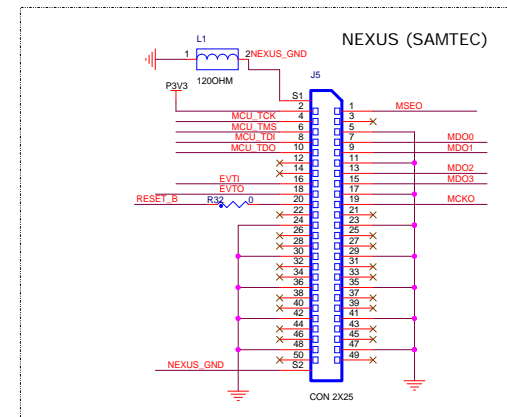 NEXUS (SAMTEC)
L1
1 2 NEXUS_GND
120OHM
J5
P3V3
S1
2 1 MSEO
MCU_TCK 4 3
MCU_TMS 6 5
MCU_TDI 8 7 MDO0
MCU_TDO 10 9 MDO1
12 11
14 13 MDO2
EVTI 16 15 MDO3
EVTO 18 17
RESET_B R32 0 20 19 MCKO
22 21
24 23
26 25
28 27
30 29
32 31
34 33
36 35
38 37
40 39
42 41
44 43
46 45
48 47
50 49
NEXUS_GND S2
CON 2X25